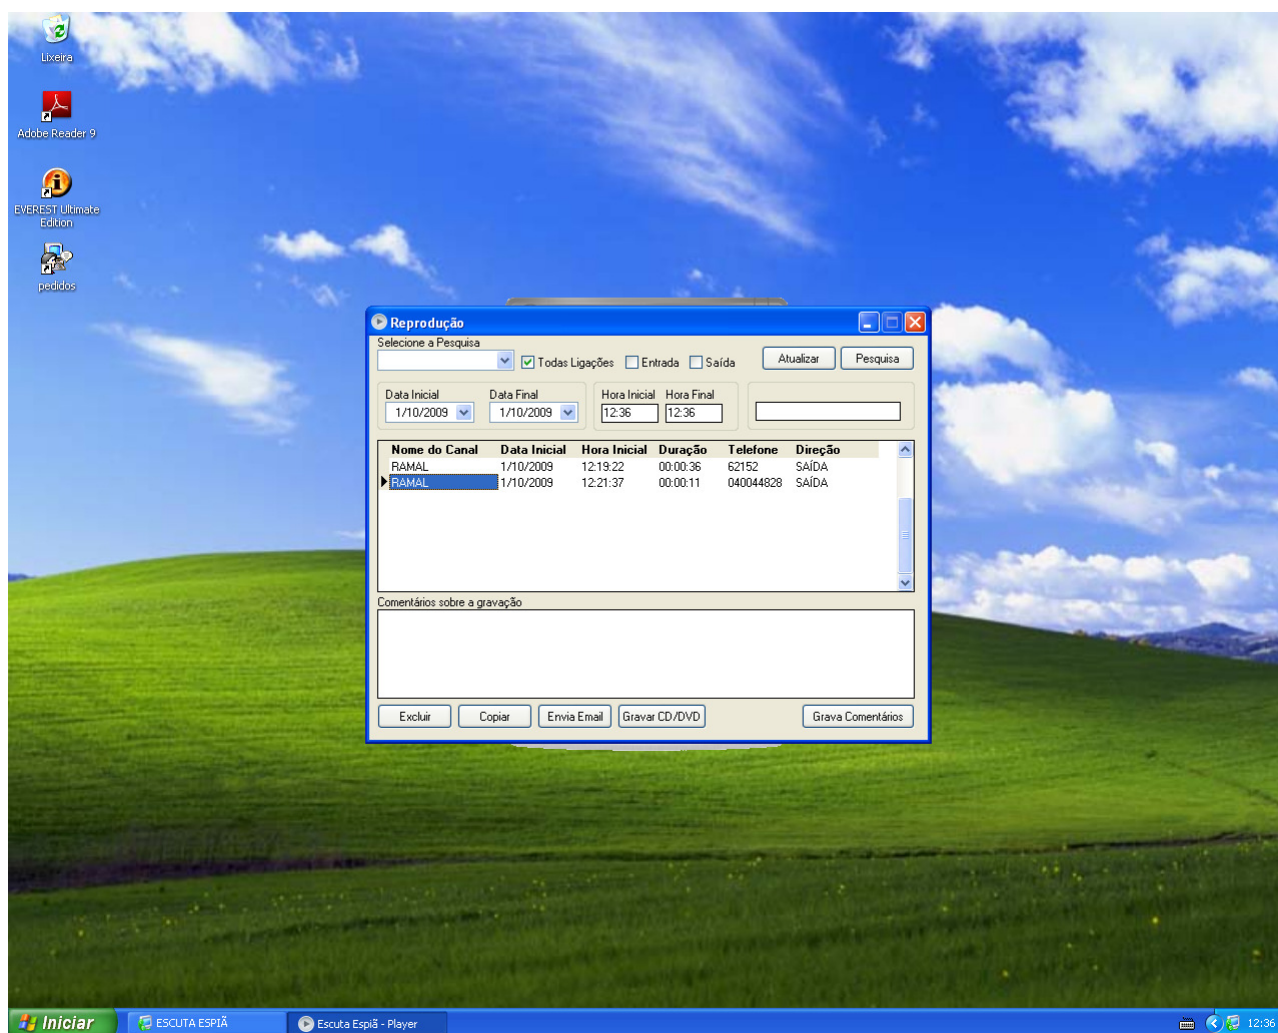 Lixeira
Adobe Reader 9
EVEREST Ultimate
Edition
pedidos
Reprodução
Selecione a Pesquisa
Todas Ligações Entrada Saída Atualizar Pesquisa
Data Inicial Data Final Hora Inicial Hora Final
1/10/2009 1/10/2009 12:36 12:36
Nome do Canal Data Inicial Hora Inicial Duração Telefone Direção
RAMAL 1/10/2009 12:19:22 00:00:36 62152 SAÍDA
RAMAL 1/10/2009 12:21:37 00:00:11 040044828 SAÍDA
Comentários sobre a gravação
Excluir Copiar Envia Email Gravar CD/DVD Grava Comentários
Iniciar ESCUTA ESPIÃ Escuta Espiã - Player 12:36